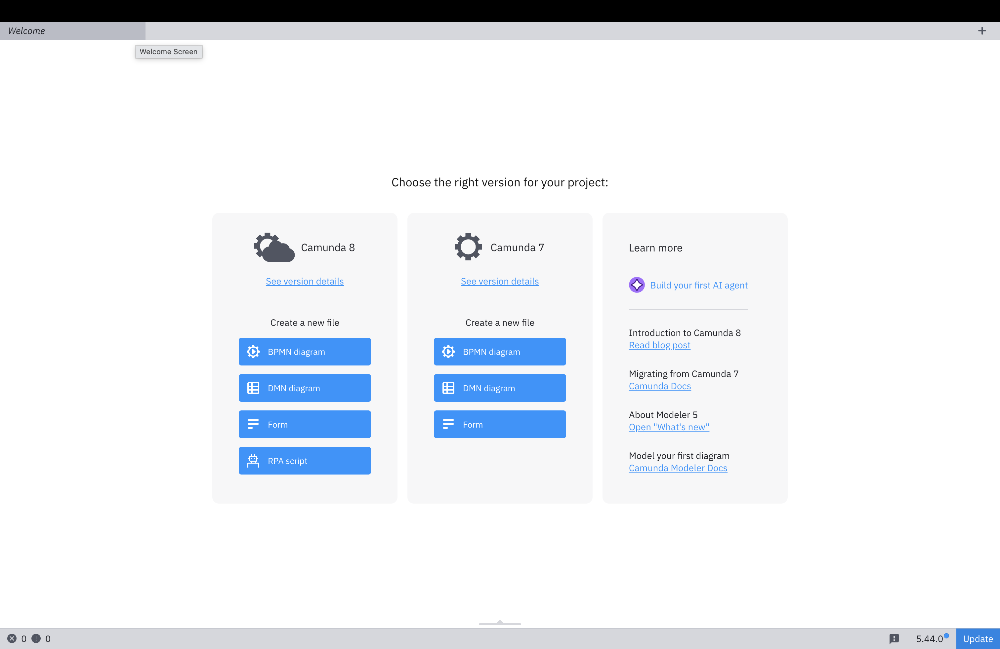 Welcome
Welcome Screen
Choose the right version for your project:
Camunda 8
See version details
Create a new file
BPMN diagram
DMN diagram
Form
RPA script
Camunda 7
See version details
Create a new file
BPMN diagram
DMN diagram
Form
Learn more
Build your first AI agent
Introduction to Camunda 8
Read blog post
Migrating from Camunda 7
Camunda Docs
About Modeler 5
Open "What's new"
Model your first diagram
Camunda Modeler Docs
0 0
5.44.0
Update